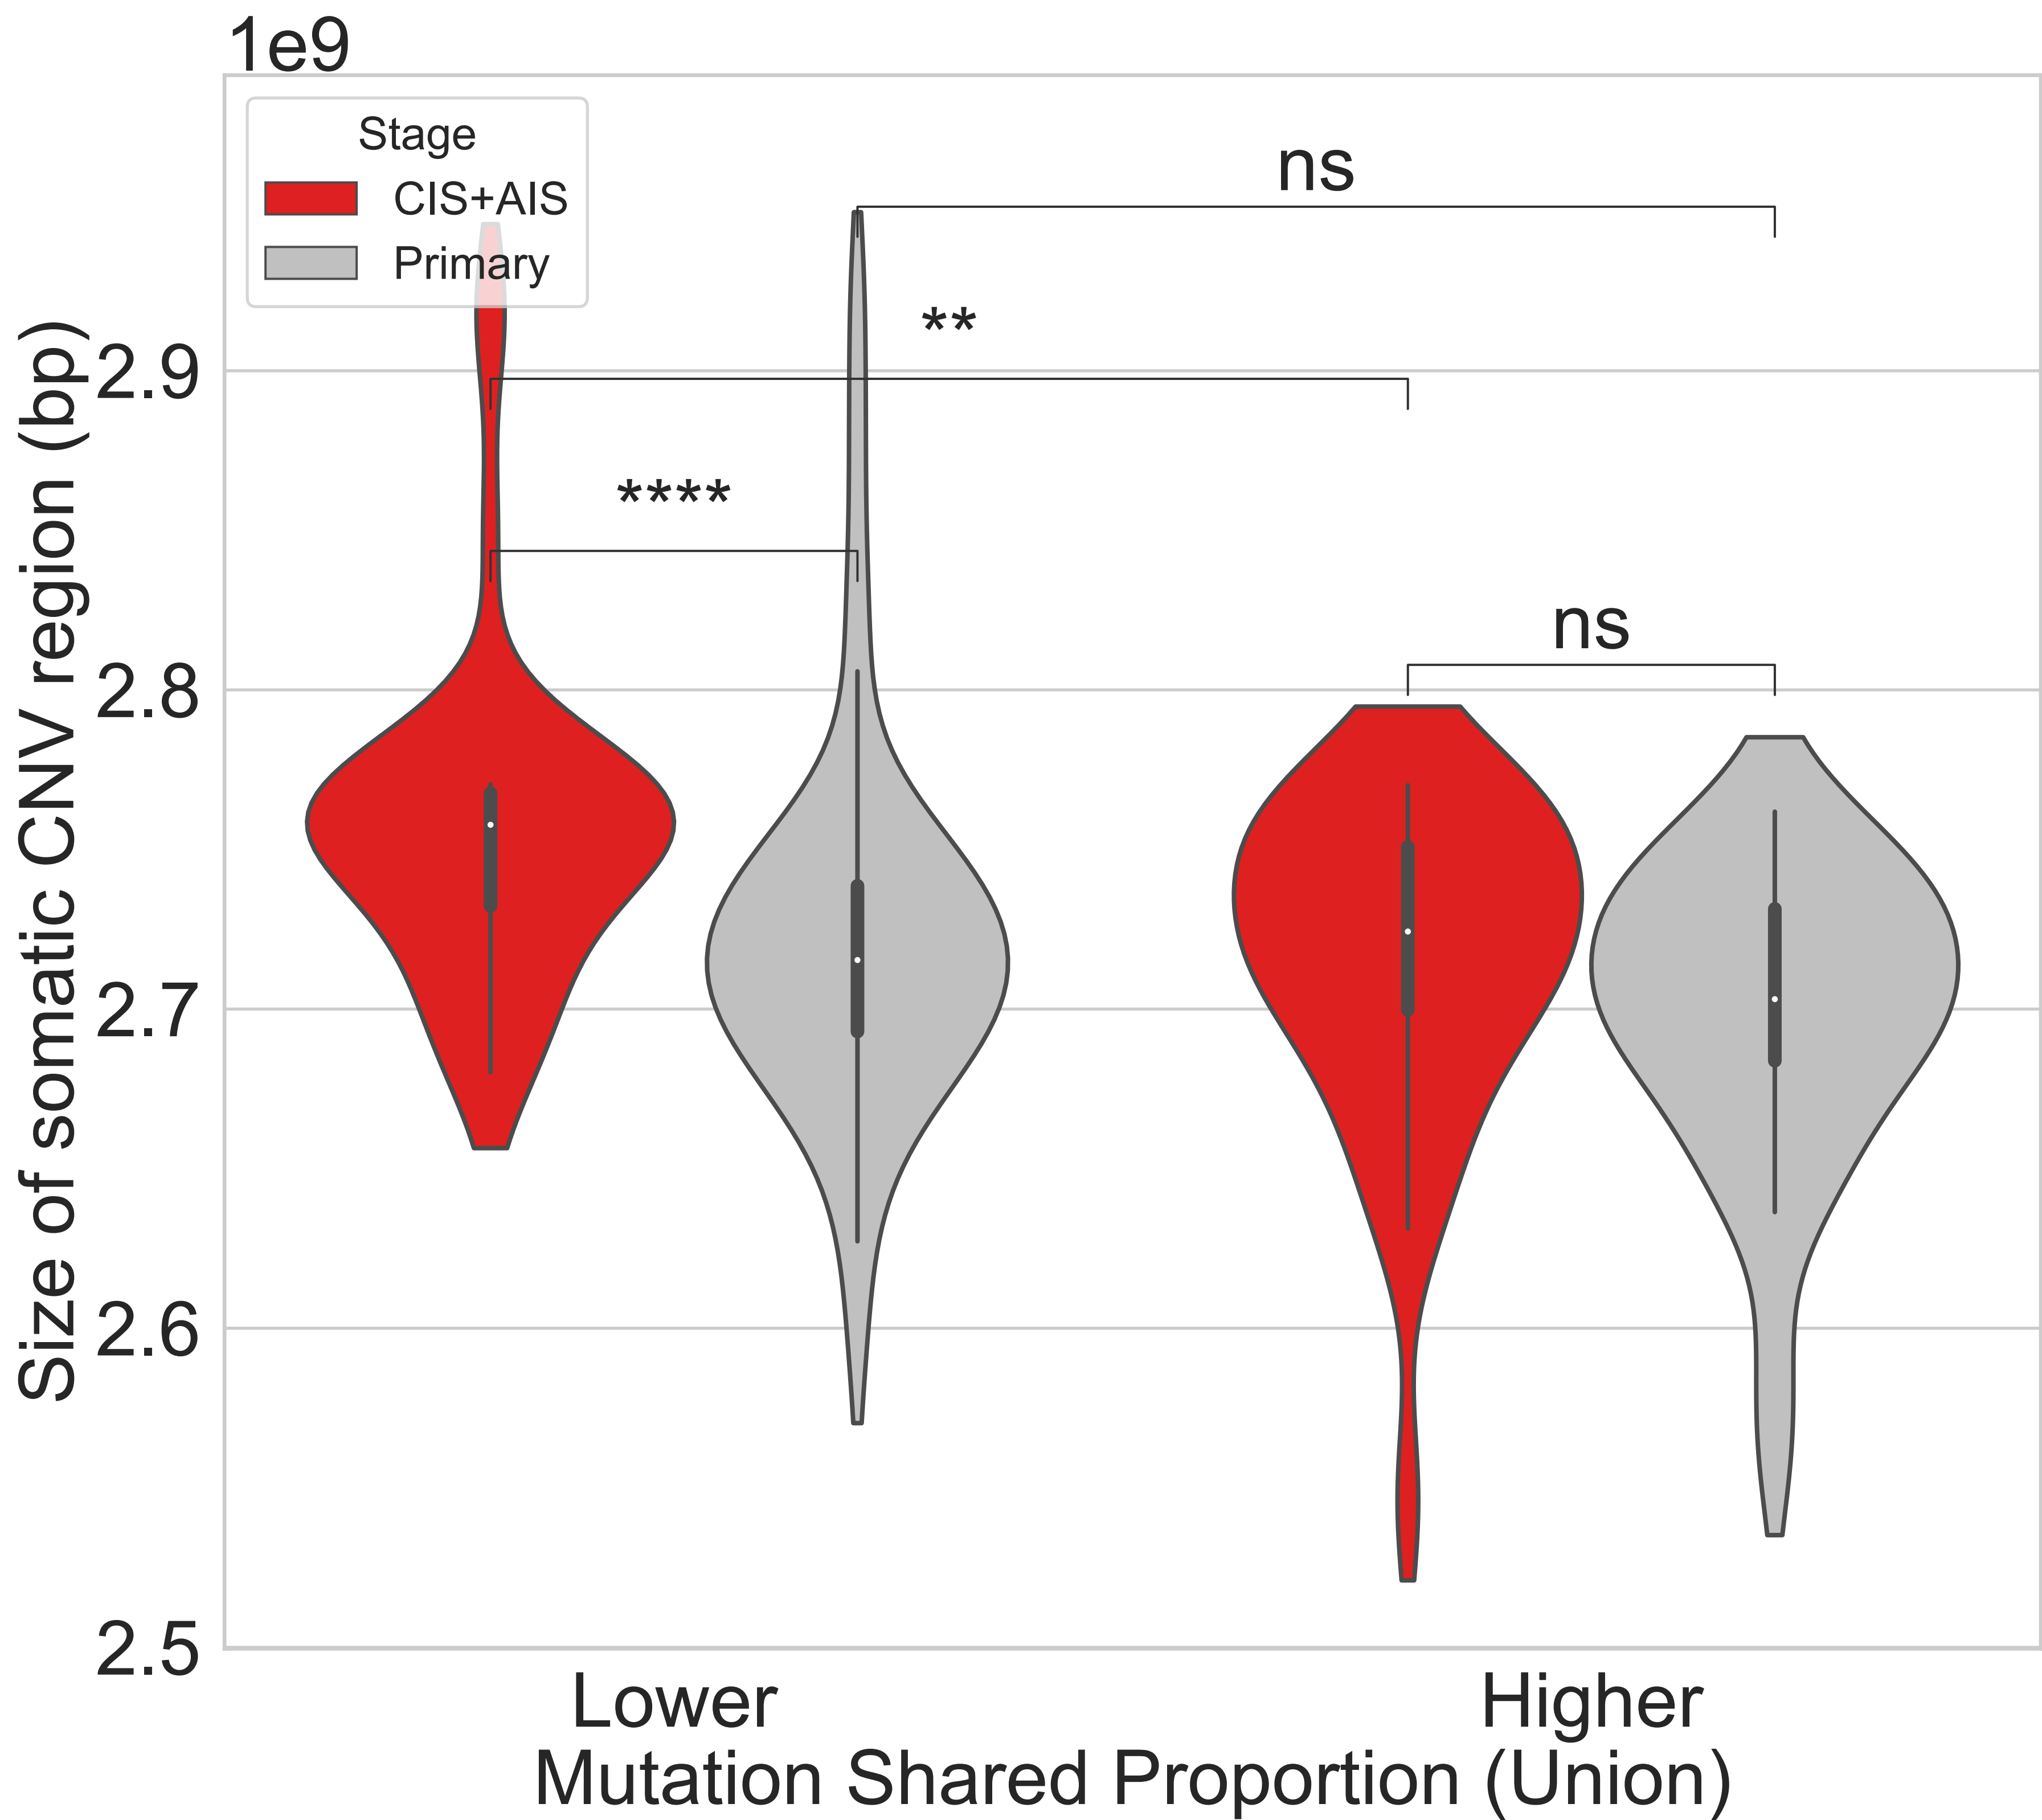 1e9
Stage
CIS+AIS
Primary
ns
**
****
ns
Size of somatic CNV region (bp)
2.9
2.8
2.7
2.6
2.5
Lower
Higher
Mutation Shared Proportion (Union)